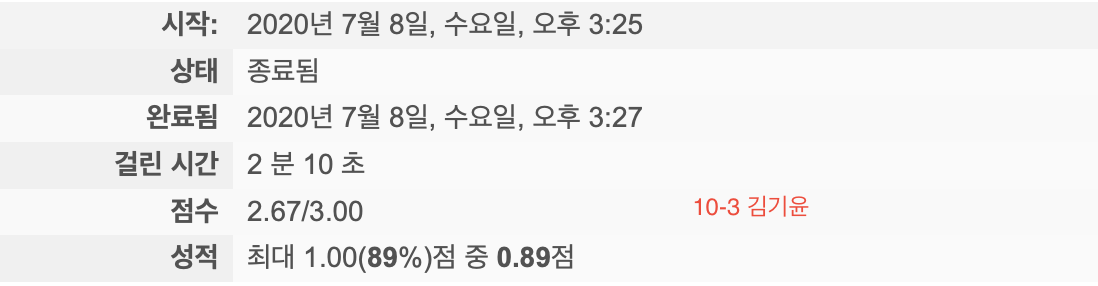 시작: 2020년 7월 8일, 수요일, 오후 3:25
상태 종료됨
완료됨 2020년 7월 8일, 수요일, 오후 3:27
걸린 시간 2 분 10 초
점수 2.67/3.00 10-3 김기윤
성적 최대 1.00(89%)점 중 0.89점